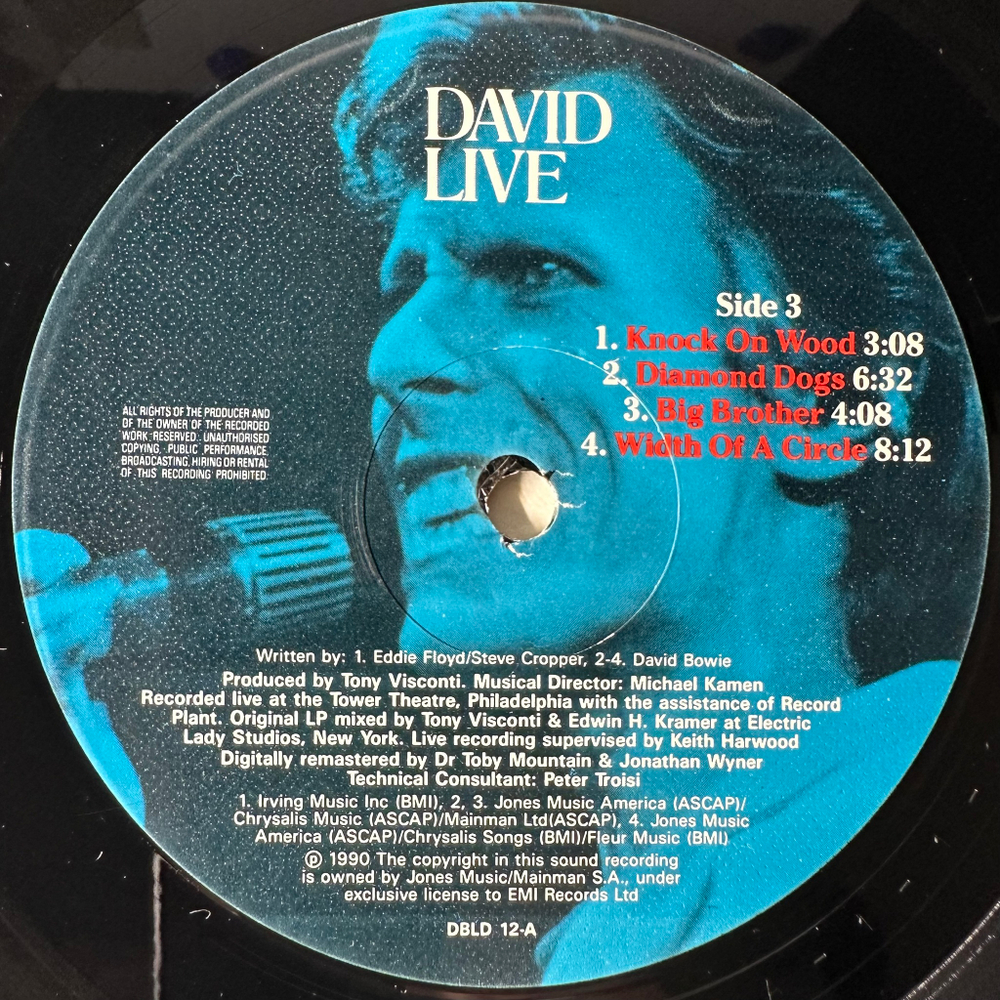 DAVID
LIVE
Side 3
1. Knock On Wood 3:08
2. Diamond Dogs 6:32
3. Big Brother 4:08
4. Width Of A Circle 8:12
ALL RIGHTS OF THE PRODUCER AND
OF THE OWNER OF THE RECORDED
WORK RESERVED. UNAUTHORISED
COPYING, PUBLIC PERFORMANCE,
BROADCASTING, HIRING OR RENTAL
OF THIS RECORDING PROHIBITED.
Written by: 1. Eddie Floyd/Steve Cropper, 2-4. David Bowie
Produced by Tony Visconti. Musical Director: Michael Kamen
Recorded live at the Tower Theatre, Philadelphia with the assistance of Record
Plant. Original LP mixed by Tony Visconti & Edwin H. Kramer at Electric
Lady Studios, New York. Live recording supervised by Keith Harwood
Digitally remastered by Dr Toby Mountain & Jonathan Wyner
Technical Consultant: Peter Troisi
1. Irving Music Inc (BMI), 2, 3. Jones Music America (ASCAP)/
Chrysalis Music (ASCAP)/Mainman Ltd(ASCAP), 4. Jones Music
America (ASCAP)/Chrysalis Songs (BMI)/Fleur Music (BMI)
℗ 1990 The copyright in this sound recording
is owned by Jones Music/Mainman S.A., under
exclusive license to EMI Records Ltd
DBLD 12-A